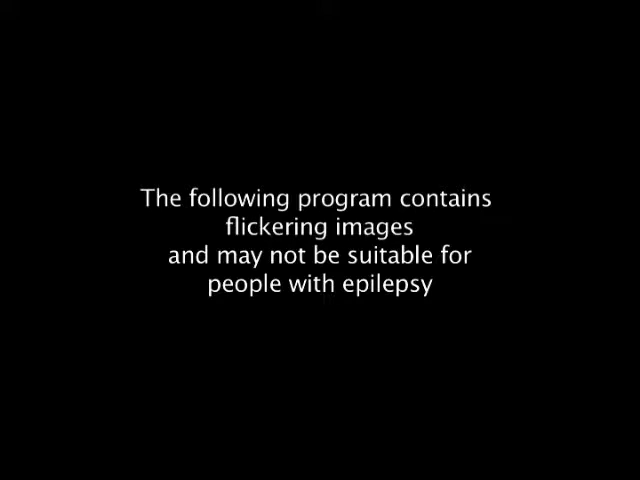 The following program contains
flickering images
and may not be suitable for
people with epilepsy